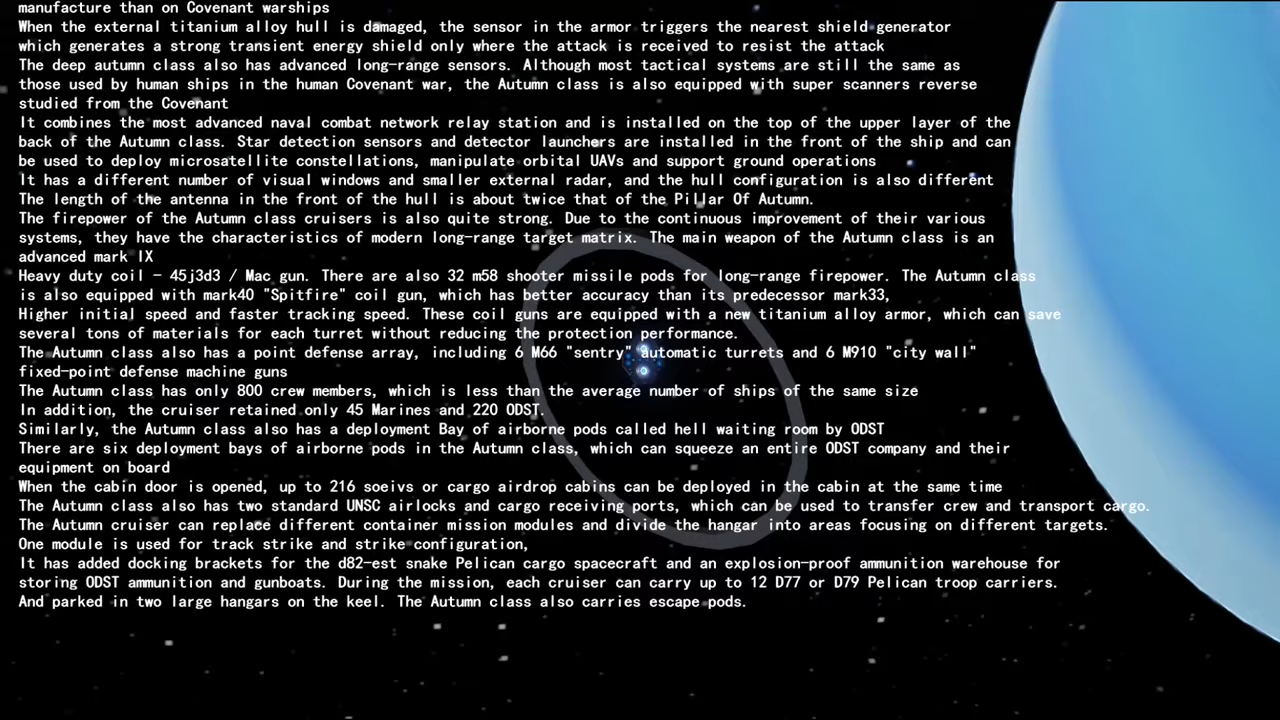 manufacture than on Covenant warships
When the external titanium alloy hull is damaged, the sensor in the armor triggers the nearest shield generator
which generates a strong transient energy shield only where the attack is received to resist the attack
The deep autumn class also has advanced long-range sensors. Although most tactical systems are still the same as
those used by human ships in the human Covenant war, the Autumn class is also equipped with super scanners reverse
studied from the Covenant
It combines the most advanced naval combat network relay station and is installed on the top of the upper layer of the
back of the Autumn class. Star detection sensors and detector launchers are installed in the front of the ship and can
be used to deploy microsatellite constellations, manipulate orbital UAVs and support ground operations
It has a different number of visual windows and smaller external radar, and the hull configuration is also different
The length of the antenna in the front of the hull is about twice that of the Pillar Of Autumn.
The firepower of the Autumn class cruisers is also quite strong. Due to the continuous improvement of their various
systems, they have the characteristics of modern long-range target matrix. The main weapon of the Autumn class is an
advanced mark IX
Heavy duty coil - 45j3d3 / Mac gun. There are also 32 m58 shooter missile pods for long-range firepower. The Autumn class
is also equipped with mark40 "Spitfire" coil gun, which has better accuracy than its predecessor mark33,
Higher initial speed and faster tracking speed. These coil guns are equipped with a new titanium alloy armor, which can save
several tons of materials for each turret without reducing the protection performance.
The Autumn class also has a point defense array, including 6 M66 "sentry" automatic turrets and 6 M910 "city wall"
fixed-point defense machine guns
The Autumn class has only 800 crew members, which is less than the average number of ships of the same size
In addition, the cruiser retained only 45 Marines and 220 ODST.
Similarly, the Autumn class also has a deployment Bay of airborne pods called hell waiting room by ODST
There are six deployment bays of airborne pods in the Autumn class, which can squeeze an entire ODST company and their
equipment on board
When the cabin door is opened, up to 216 soeivs or cargo airdrop cabins can be deployed in the cabin at the same time
The Autumn class also has two standard UNSC airlocks and cargo receiving ports, which can be used to transfer crew and transport cargo.
The Autumn cruiser can replace different container mission modules and divide the hangar into areas focusing on different targets.
One module is used for track strike and strike configuration,
It has added docking brackets for the d82-est snake Pelican cargo spacecraft and an explosion-proof ammunition warehouse for
storing ODST ammunition and gunboats. During the mission, each cruiser can carry up to 12 D77 or D79 Pelican troop carriers.
And parked in two large hangars on the keel. The Autumn class also carries escape pods.